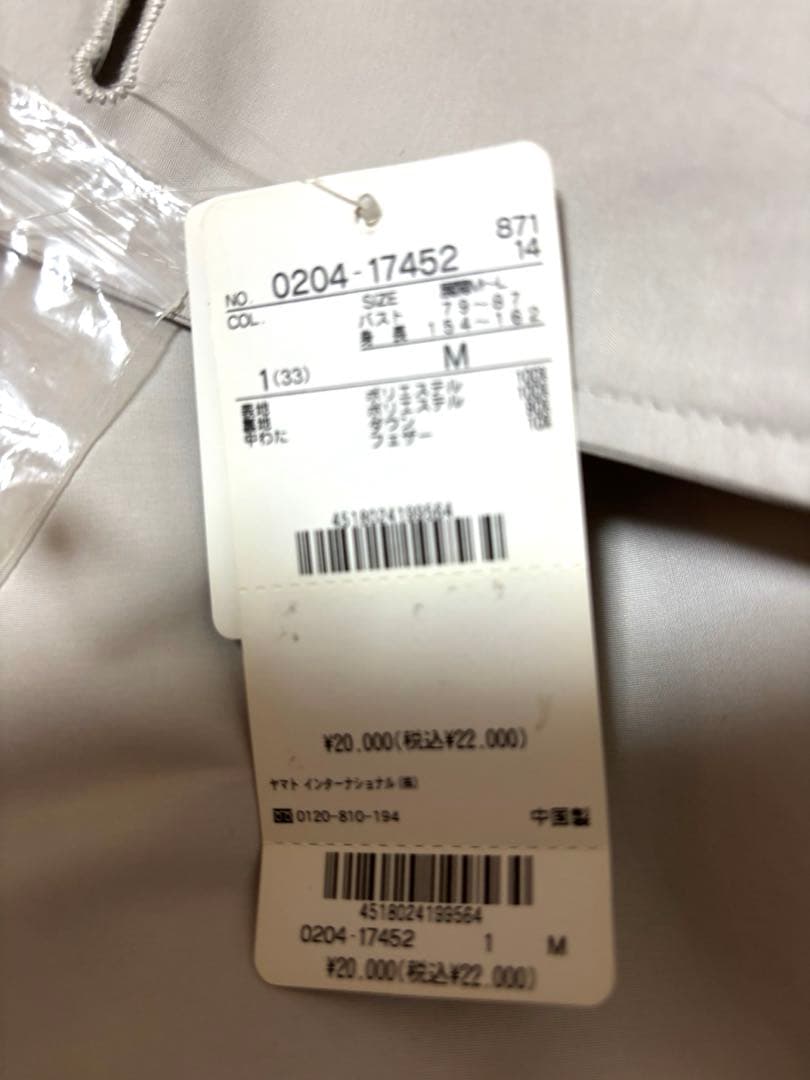 871
14
NO. 0204-17452
COL. SIZE M-L
バスト 79~87
身長 154~162
1(33) M
表地 ポリエステル 100%
裏地 ポリエステル 100%
中わた ダウン 90%
フェザー 10%
4518024199564
¥20.000(税込¥22.000)
ヤマト インターナショナル(株)
0120-810-194 中国製
4518024199564
0204-17452 1 M
¥20.000(税込¥22.000)